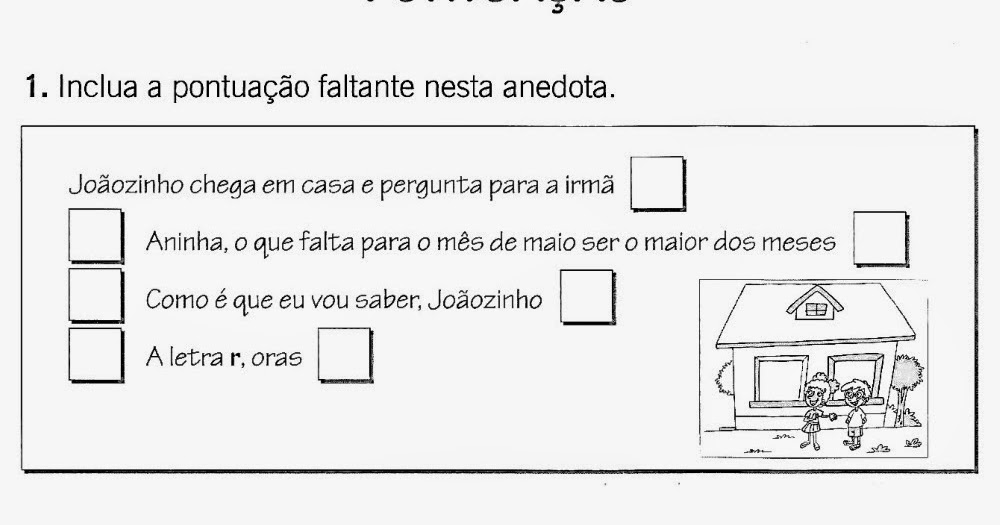 1. Inclua a pontuação faltante nesta anedota.
Joãozinho chega em casa e pergunta para a irmã
Aninha, o que falta para o mês de maio ser o maior dos meses
Como é que eu vou saber, Joãozinho
A letra r, oras